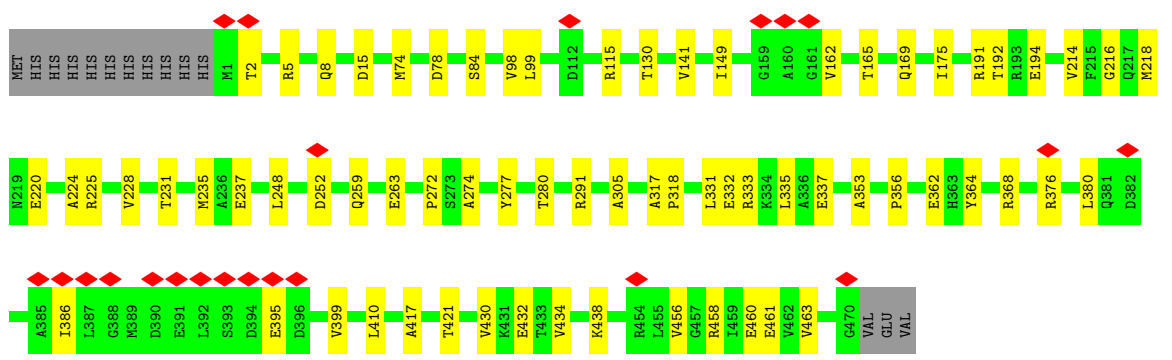 MET HIS HIS HIS HIS HIS HIS HIS HIS HIS HIS M1 T2 R5 Q8 D15 M74 D78 S84 V98 L99 D112 R115 T130 V141 I149 G159 A160 G161 V162 T165 Q169 I175 R191 T192 R193 E194 V214 F215 G216 Q217 M218
N219 E220 A224 R225 V228 T231 M235 A236 E237 L248 D252 Q259 E263 P272 S273 A274 Y277 T280 R291 A305 A317 P318 L331 E332 R333 K334 L335 A336 E337 A353 P356 E362 H363 Y364 R368 R376 L380 Q381 D382
A385 I386 L387 G388 M389 D390 E391 L392 S393 D394 E395 D396 V399 L410 A417 T421 V430 K431 E432 T433 V434 K438 R454 L455 V456 G457 R458 I459 E460 E461 V462 V463 G470 VAL GLU VAL